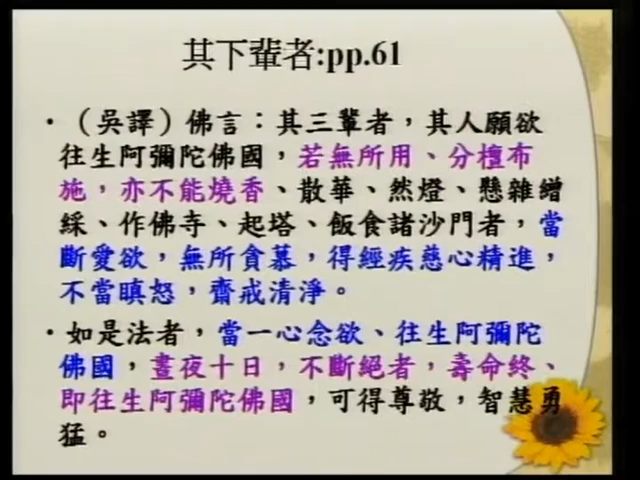 其下輩者:pp.61
•（吳譯）佛言：其三輩者，其人願欲
往生阿彌陀佛國，若無所用、分檀布
施，亦不能燒香、散華、然燈、懸雜繒
綵、作佛寺、起塔、飯食諸沙門者，當
斷愛欲，無所貪慕，得經疾慈心精進，
不當瞋怒，齋戒清淨。
•如是法者，當一心念欲、往生阿彌陀
佛國，晝夜十日，不斷絕者，壽命終、
即往生阿彌陀佛國，可得尊敬，智慧勇
猛。